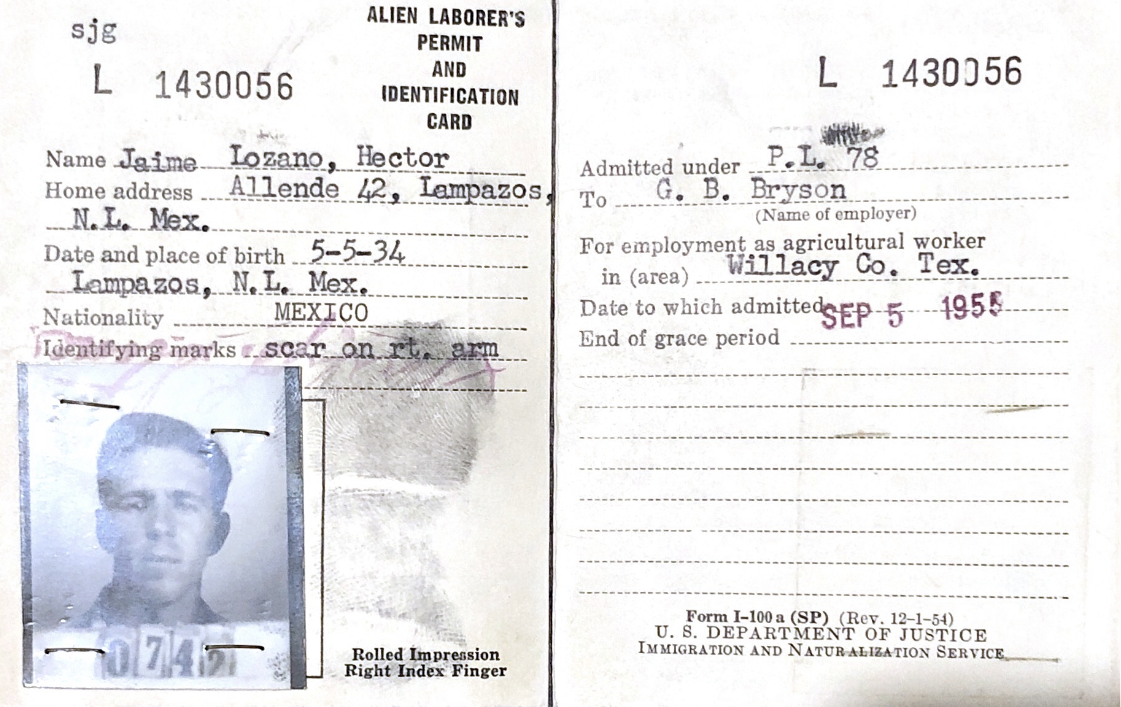 sjg
ALIEN LABORER'S
PERMIT
AND
IDENTIFICATION
CARD
L 1430056
Name Jaime Lozano, Hector
Home address Allende 42, Lampazos,
N.L. Mex.
Date and place of birth 5-5-34
Lampazos, N.L. Mex.
Nationality MEXICO
Identifying marks scar on rt. arm
074
Rolled Impression
Right Index Finger
L 1430056
Admitted under P.L. 78
To G. B. Bryson
(Name of employer)
For employment as agricultural worker
in (area) Willacy Co. Tex.
Date to which admitted SEP 5 1955
End of grace period
Form I-100a (SP) (Rev. 12-1-54)
U. S. DEPARTMENT OF JUSTICE
IMMIGRATION AND NATURALIZATION SERVICE